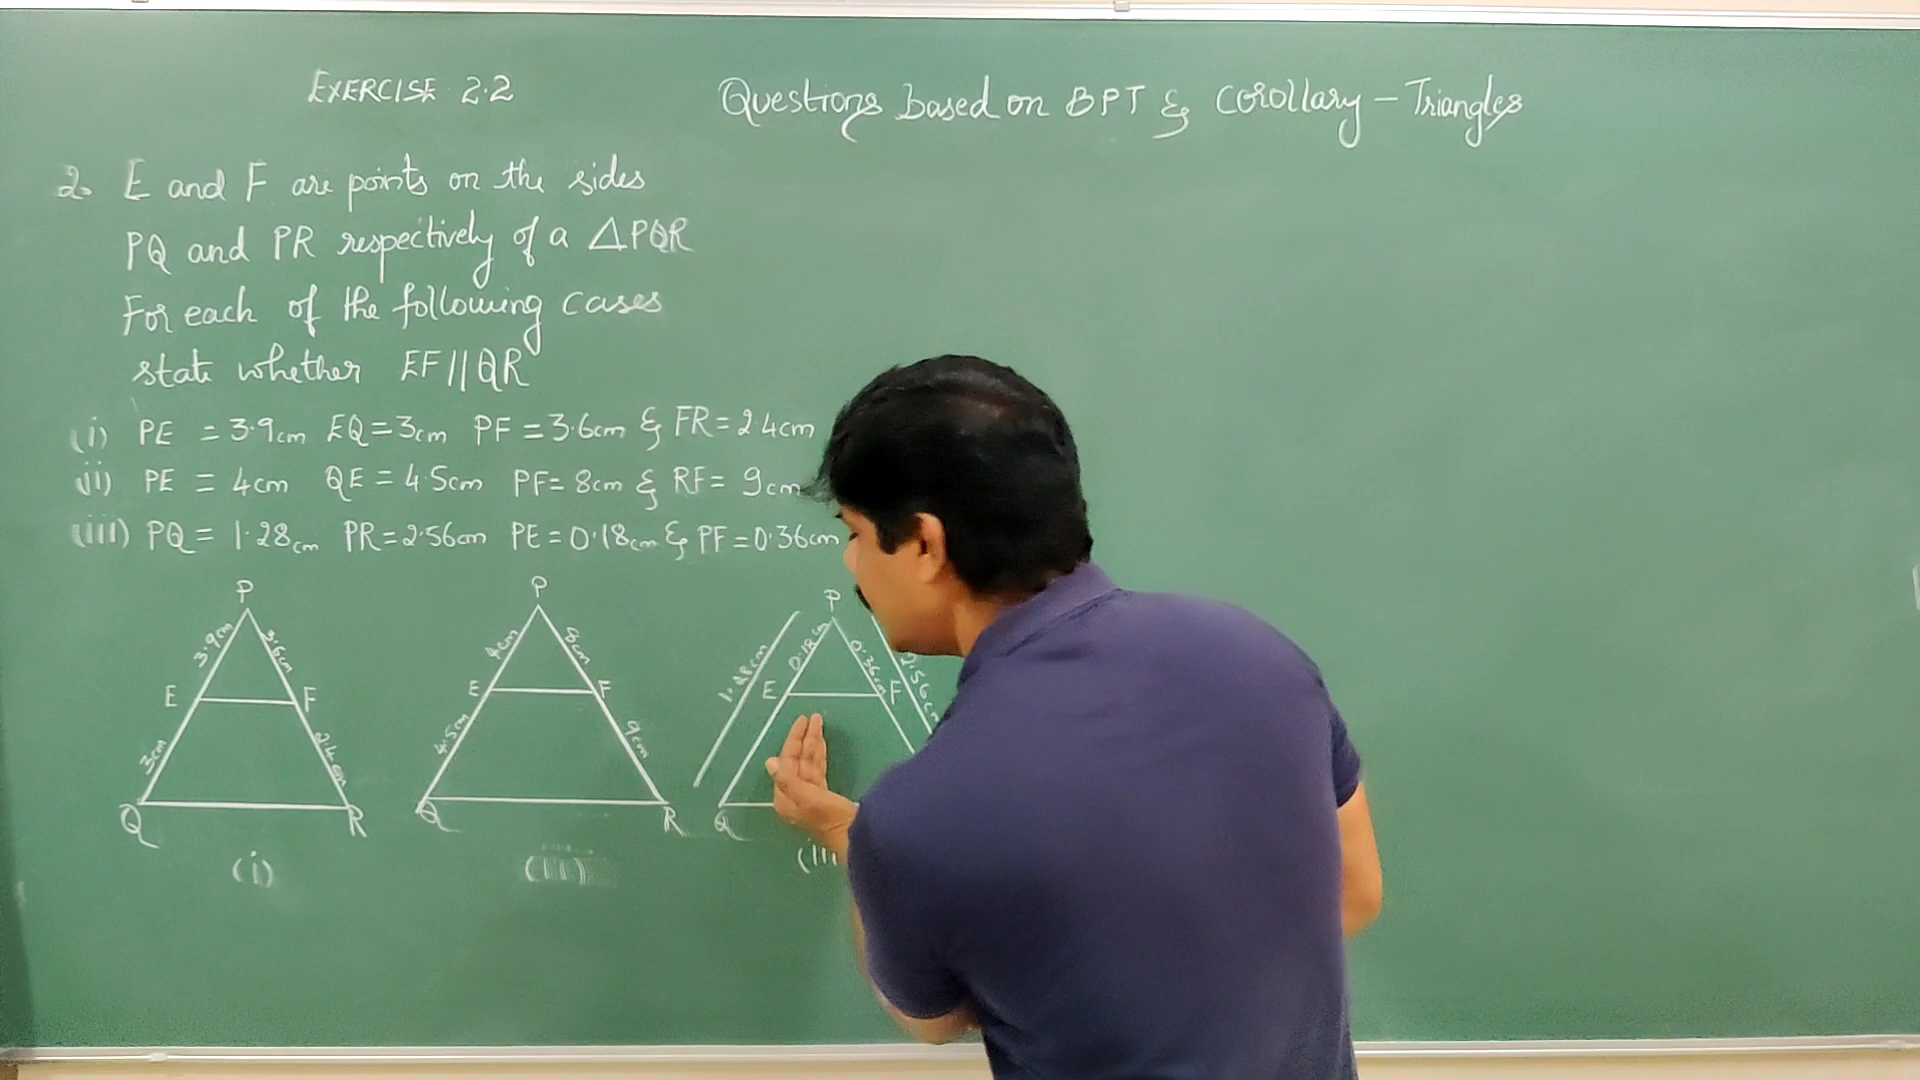 EXERCISE 2.2
Questions based on BPT & Corollary - Triangles
2. E and F are points on the sides
PQ and PR respectively of a △PQR
For each of the following cases
state whether EF || QR
(i) PE = 3.9cm EQ = 3cm PF = 3.6cm & FR = 2.4cm
(ii) PE = 4cm QE = 4.5cm PF = 8cm & RF = 9cm
(iii) PQ = 1.28cm PR = 2.56cm PE = 0.18cm & PF = 0.36cm
P P P
3.9cm 3.6cm 4cm 8cm 1.28cm 0.18cm 0.36cm 2.56cm
E F E F E F
3cm 2.4cm 4.5cm 9cm
Q R Q R Q
(i)